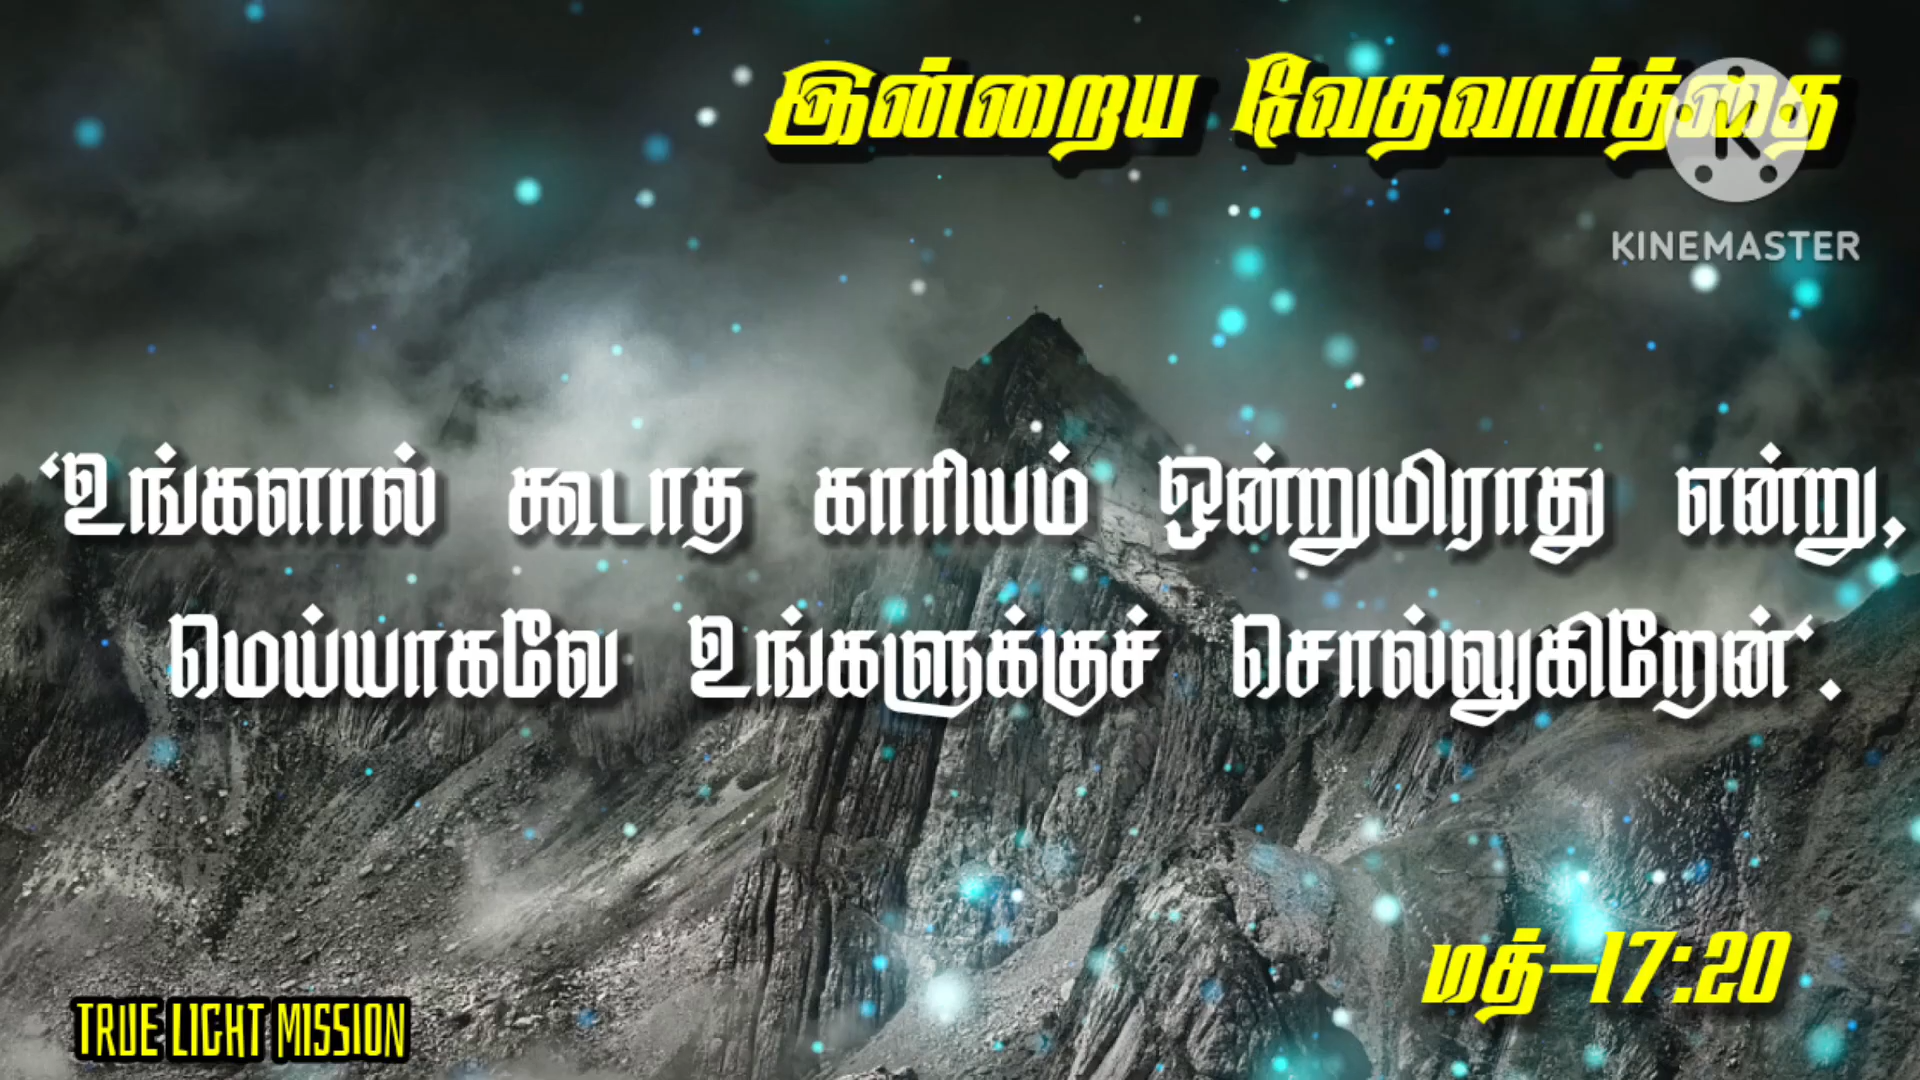 இன்றைய வேதவார்த்தை
KINEMASTER
‘உங்களால் கூடாத காரியம் ஒன்றுமிராது என்று,
மெய்யாகவே உங்களுக்குச் சொல்லுகிறேன்‘.
மத்-17:20
TRUE LIGHT MISSION